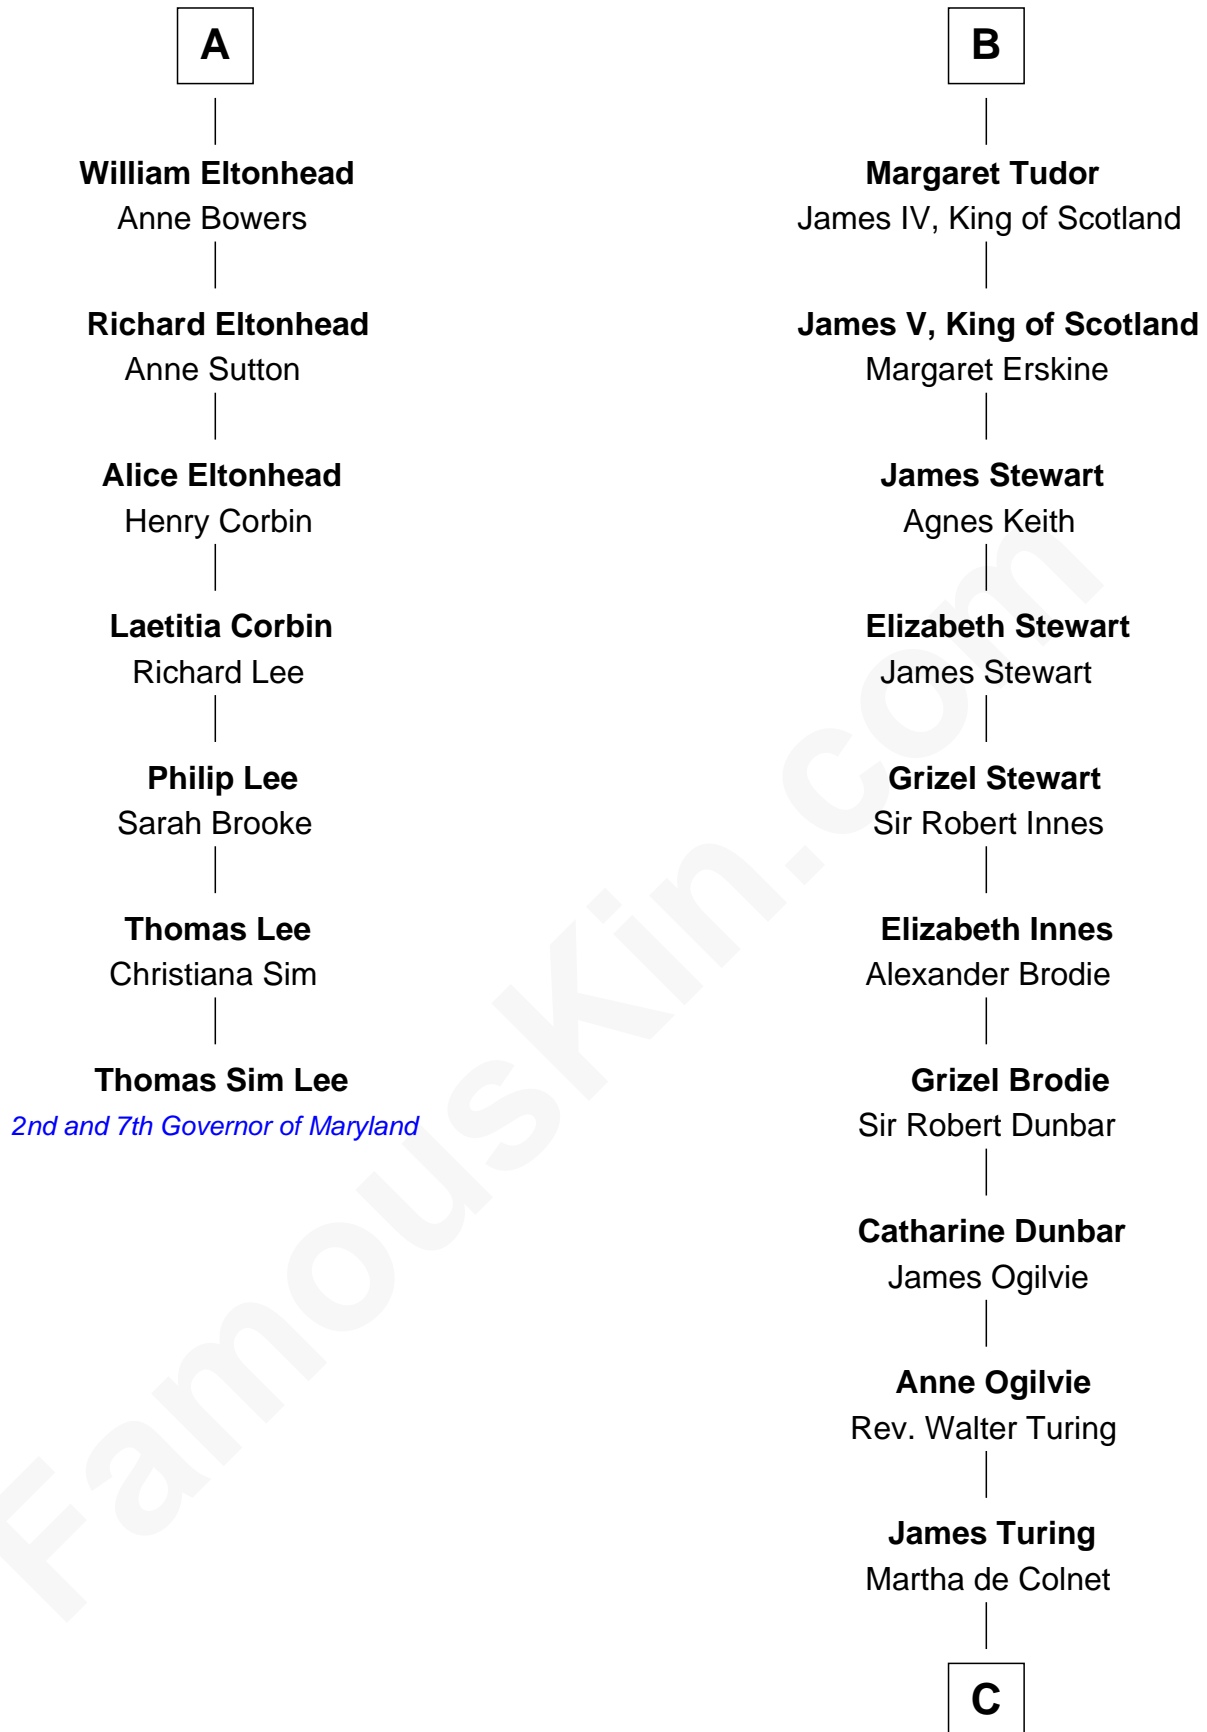 A
William Eltonhead
Anne Bowers
Richard Eltonhead
Anne Sutton
Alice Eltonhead
Henry Corbin
Laetitia Corbin
Richard Lee
Philip Lee
Sarah Brooke
Thomas Lee
Christiana Sim
Thomas Sim Lee
2nd and 7th Governor of Maryland
B
Margaret Tudor
James IV, King of Scotland
James V, King of Scotland
Margaret Erskine
James Stewart
Agnes Keith
Elizabeth Stewart
James Stewart
Grizel Stewart
Sir Robert Innes
Elizabeth Innes
Alexander Brodie
Grizel Brodie
Sir Robert Dunbar
Catharine Dunbar
James Ogilvie
Anne Ogilvie
Rev. Walter Turing
James Turing
Martha de Colnet
C
FamousKin.com